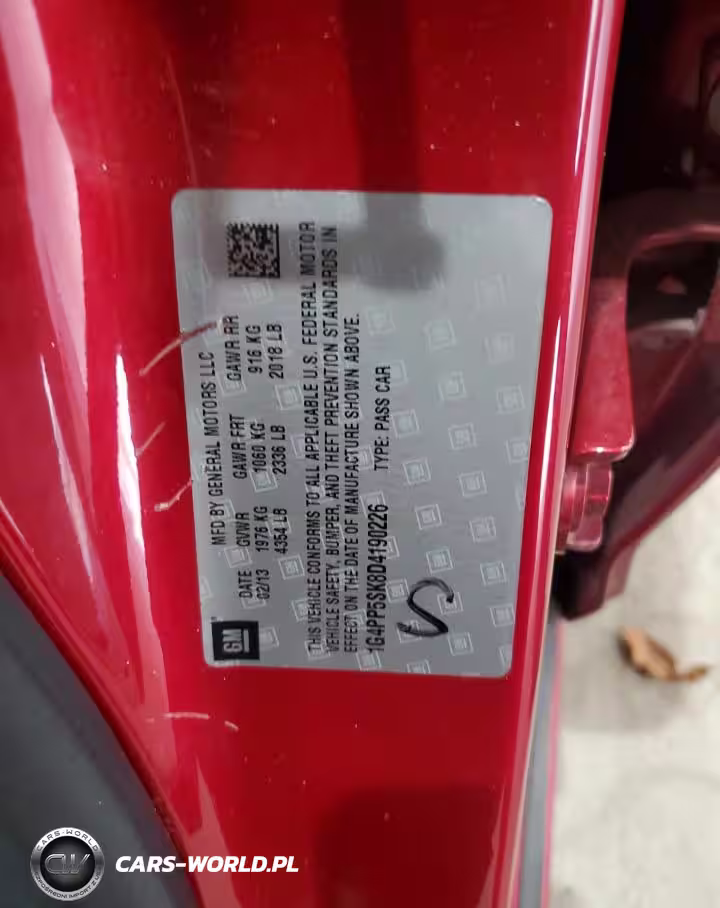 GM
MFD BY GENERAL MOTORS LLC
DATE GVWR GAWR FRT GAWR RR
02/13 1976 KG 1060 KG 916 KG
4354 LB 2336 LB 2018 LB
THIS VEHICLE CONFORMS TO ALL APPLICABLE U.S. FEDERAL MOTOR
VEHICLE SAFETY, BUMPER, AND THEFT PREVENTION STANDARDS IN
EFFECT ON THE DATE OF MANUFACTURE SHOWN ABOVE.
1G4PP5SK8D4190226 TYPE: PASS CAR
CARS-WORLD
CW
CARS-WORLD.PL